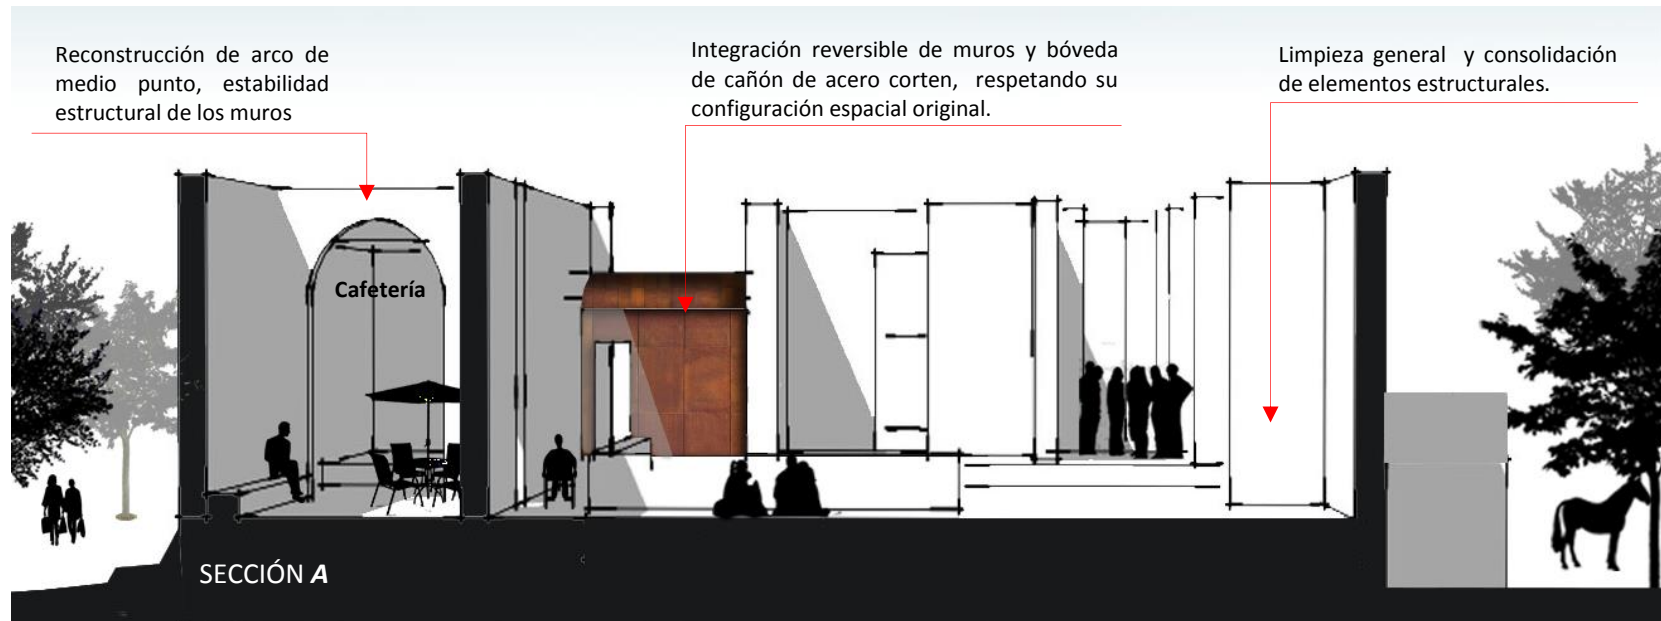 Reconstrucción de arco de
medio punto, estabilidad
estructural de los muros
Integración reversible de muros y bóveda
de cañón de acero corten, respetando su
configuración espacial original.
Limpieza general y consolidación
de elementos estructurales.
Cafetería
SECCIÓN A